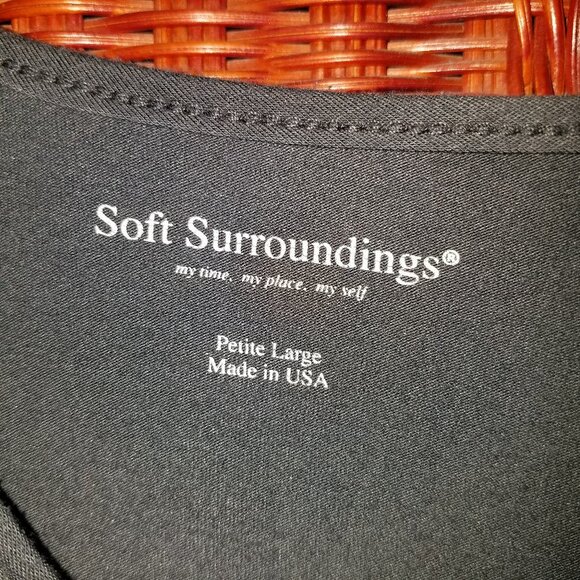 Soft Surroundings®
my time, my place, my self
Petite Large
Made in USA